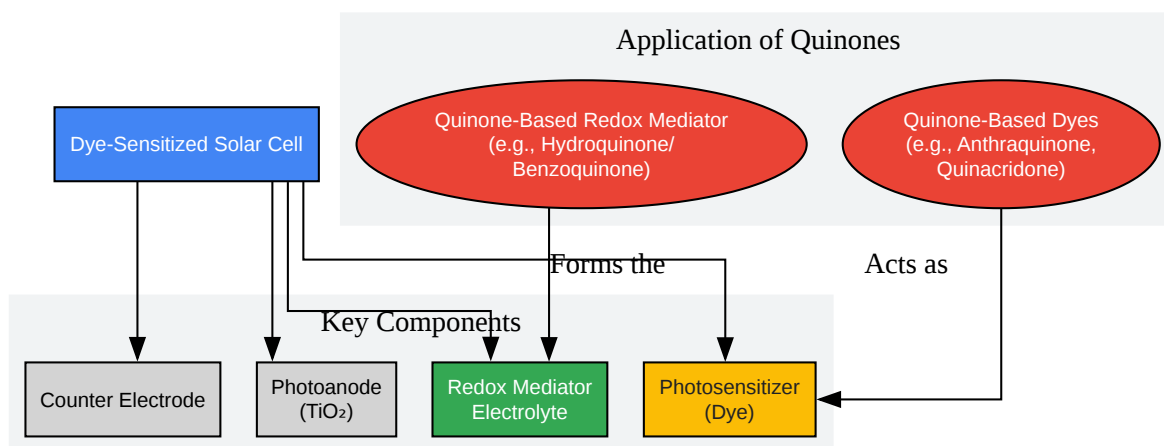 Application of Quinones
Dye-Sensitized Solar Cell
Quinone-Based Redox Mediator
(e.g., Hydroquinone/
Benzoquinone)
Quinone-Based Dyes
(e.g., Anthraquinone,
Quinacridone)
Forms the
Acts as
Key Components
Counter Electrode
Photoanode
(TiO₂)
Redox Mediator
Electrolyte
Photosensitizer
(Dye)